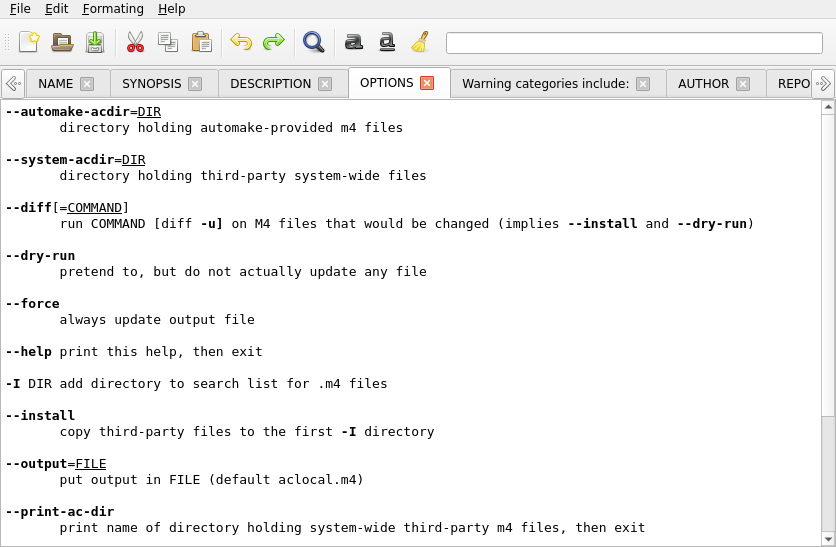 File Edit Formating Help
NAME SYNOPSIS DESCRIPTION OPTIONS Warning categories include: AUTHOR REPO
--automake-acdir=DIR
directory holding automake-provided m4 files
--system-acdir=DIR
directory holding third-party system-wide files
--diff[=COMMAND]
run COMMAND [diff -u] on M4 files that would be changed (implies --install and --dry-run)
--dry-run
pretend to, but do not actually update any file
--force
always update output file
--help print this help, then exit
-I DIR add directory to search list for .m4 files
--install
copy third-party files to the first -I directory
--output=FILE
put output in FILE (default aclocal.m4)
--print-ac-dir
print name of directory holding system-wide third-party m4 files, then exit